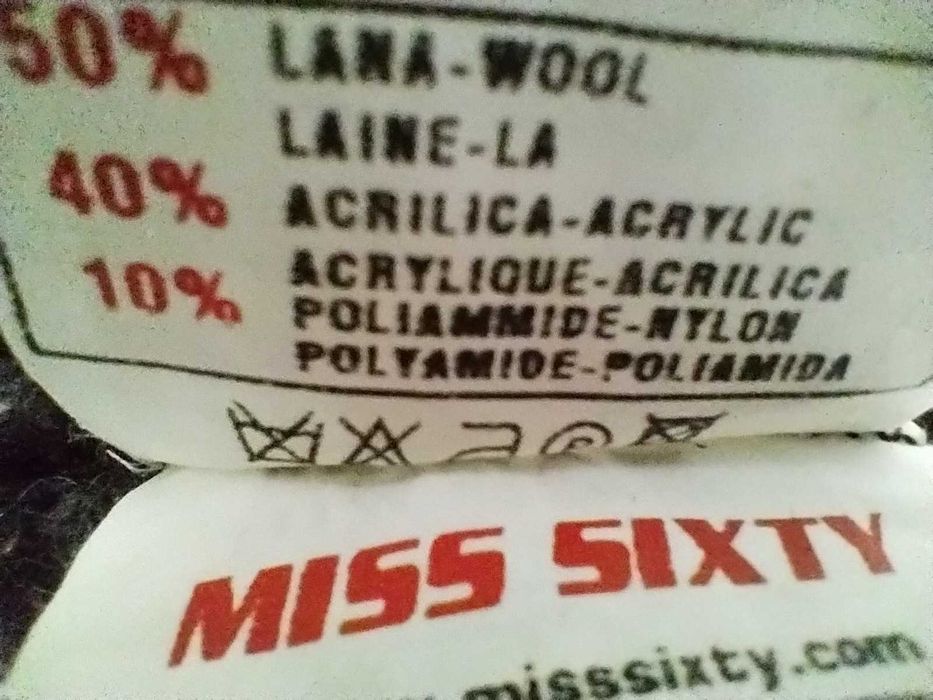 50% LANA-WOOL
LAINE-LA
40% ACRILICA-ACRYLIC
ACRYLIQUE-ACRILICA
10% POLIAMMIDE-NYLON
POLYAMIDE-POLIAMIDA
MISS SIXTY
misssixty.com